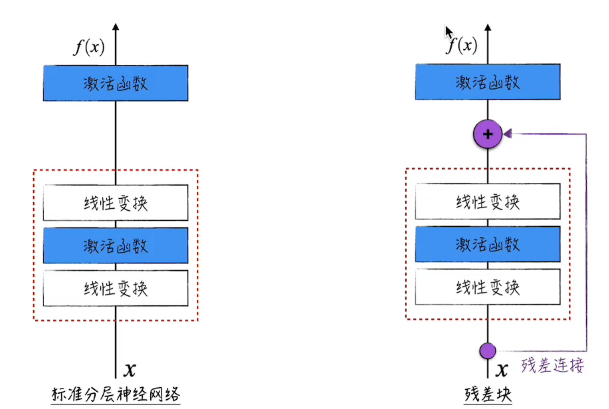 f(x)
激活函数
线性变换
激活函数
线性变换
x
标准分层神经网络
f(x)
激活函数
+
线性变换
激活函数
线性变换
x
残差连接
残差块